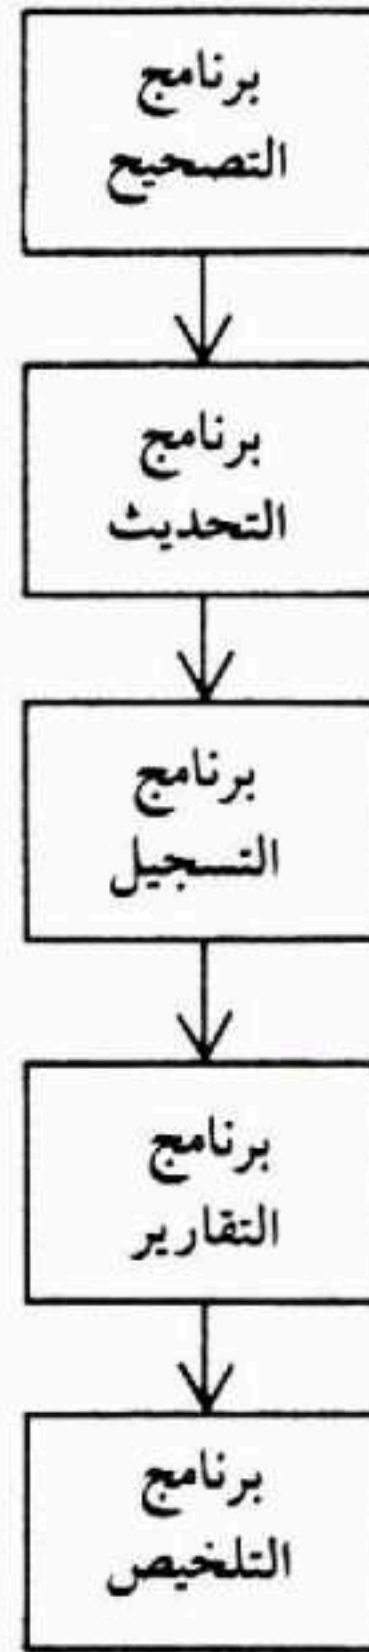 برنامج
التصحيح
برنامج
التحديث
برنامج
التسجيل
برنامج
التقارير
برنامج
التلخيص